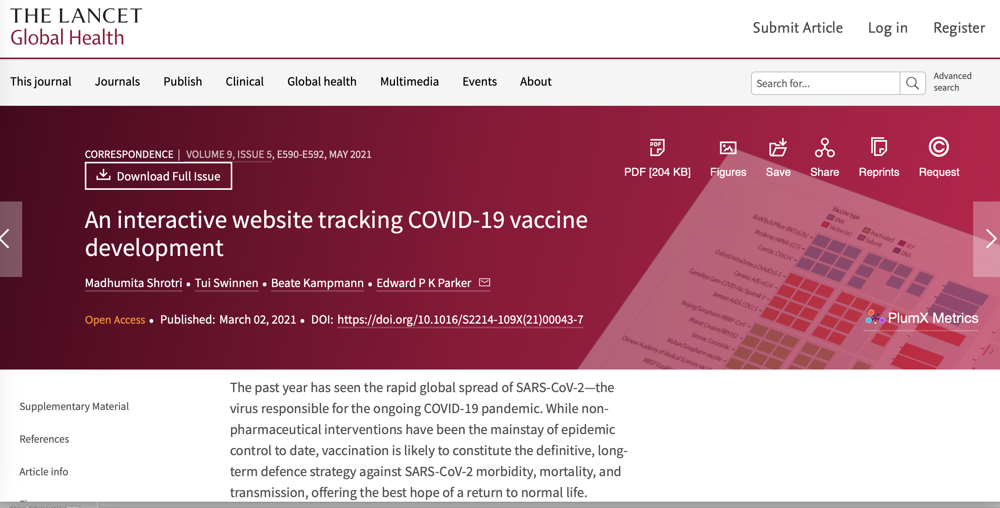 THE LANCET
Global Health
Submit Article
Log in
Register
This journal
Journals
Publish
Clinical
Global health
Multimedia
Events
About
Search for...
Advanced
search
CORRESPONDENCE | VOLUME 9, ISSUE 5, E590-E592, MAY 2021
Download Full Issue
PDF
PDF [204 KB]
Figures
Save
Share
Reprints
Request
An interactive website tracking COVID-19 vaccine
development
Madhumita Shrotri • Tui Swinnen • Beate Kampmann • Edward P K Parker
Open Access • Published: March 02, 2021 • DOI: https://doi.org/10.1016/S2214-109X(21)00043-7
Vaccine type
RNA
Vector (nr)
Inactivated
Subunit
VLP
DNA
BioNTech/Pfizer BNT162b2
Moderna mRNA-1273
CureVac CVnCoV
Oxford/AstraZeneca ChAdOx1-S
Cansino Ad5-nCoV
Gamaleya Gam-COVID-Vac/Sputnik V
Janssen Ad26.COV2.S
Beijing/Sinopharm BBIBP-CorV
Bharat Covaxin/BBV152
Sinovac CoronaVac
Wuhan/Sinopharm vaccine
Chinese Academy of Medical Sciences
RIBSP
2
PlumX Metrics
Supplementary Material
References
Article info
The past year has seen the rapid global spread of SARS-CoV-2—the
virus responsible for the ongoing COVID-19 pandemic. While non-
pharmaceutical interventions have been the mainstay of epidemic
control to date, vaccination is likely to constitute the definitive, long-
term defence strategy against SARS-CoV-2 morbidity, mortality, and
transmission, offering the best hope of a return to normal life.